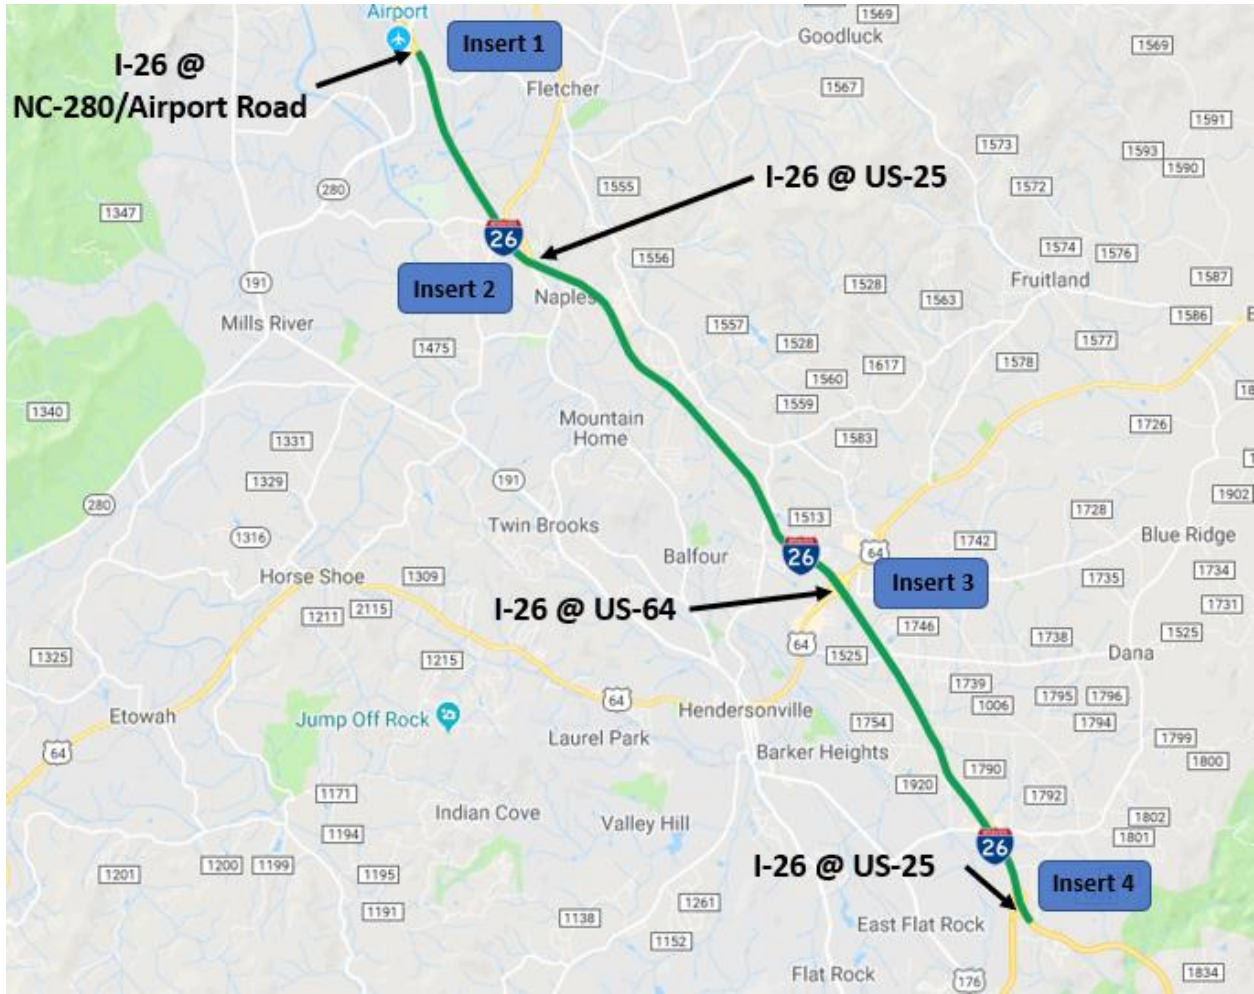 Airport
1569
Insert 1
Goodluck
1569
I-26 @
NC-280/Airport Road
Fletcher
1567
1591
1573
1593
1590
280
1555
I-26 @ US-25
1572
1347
26
1574
1576
1556
191
Insert 2
Naples
1528
1563
Fruitland
1587
1586
Mills River
1557
1475
1528
1577
1617
1578
1560
1340
1559
Mountain
Home
1726
1331
1583
1329
191
280
1902
1513
1728
Twin Brooks
1316
26
64
1742
Blue Ridge
Balfour
Horse Shoe
1309
Insert 3
1735
1734
I-26 @ US-64
1211
2115
1731
1746
1738
1525
64
1325
1215
1525
Dana
1739
1795
1796
64
1006
Etowah
Jump Off Rock
Hendersonville
1754
1794
Laurel Park
1799
64
Barker Heights
1800
1790
1920
1171
1792
Indian Cove
Valley Hill
1802
1194
1801
26
1200
1199
I-26 @ US-25
1201
1195
Insert 4
1191
1261
1138
East Flat Rock
1152
Flat Rock
176
1834